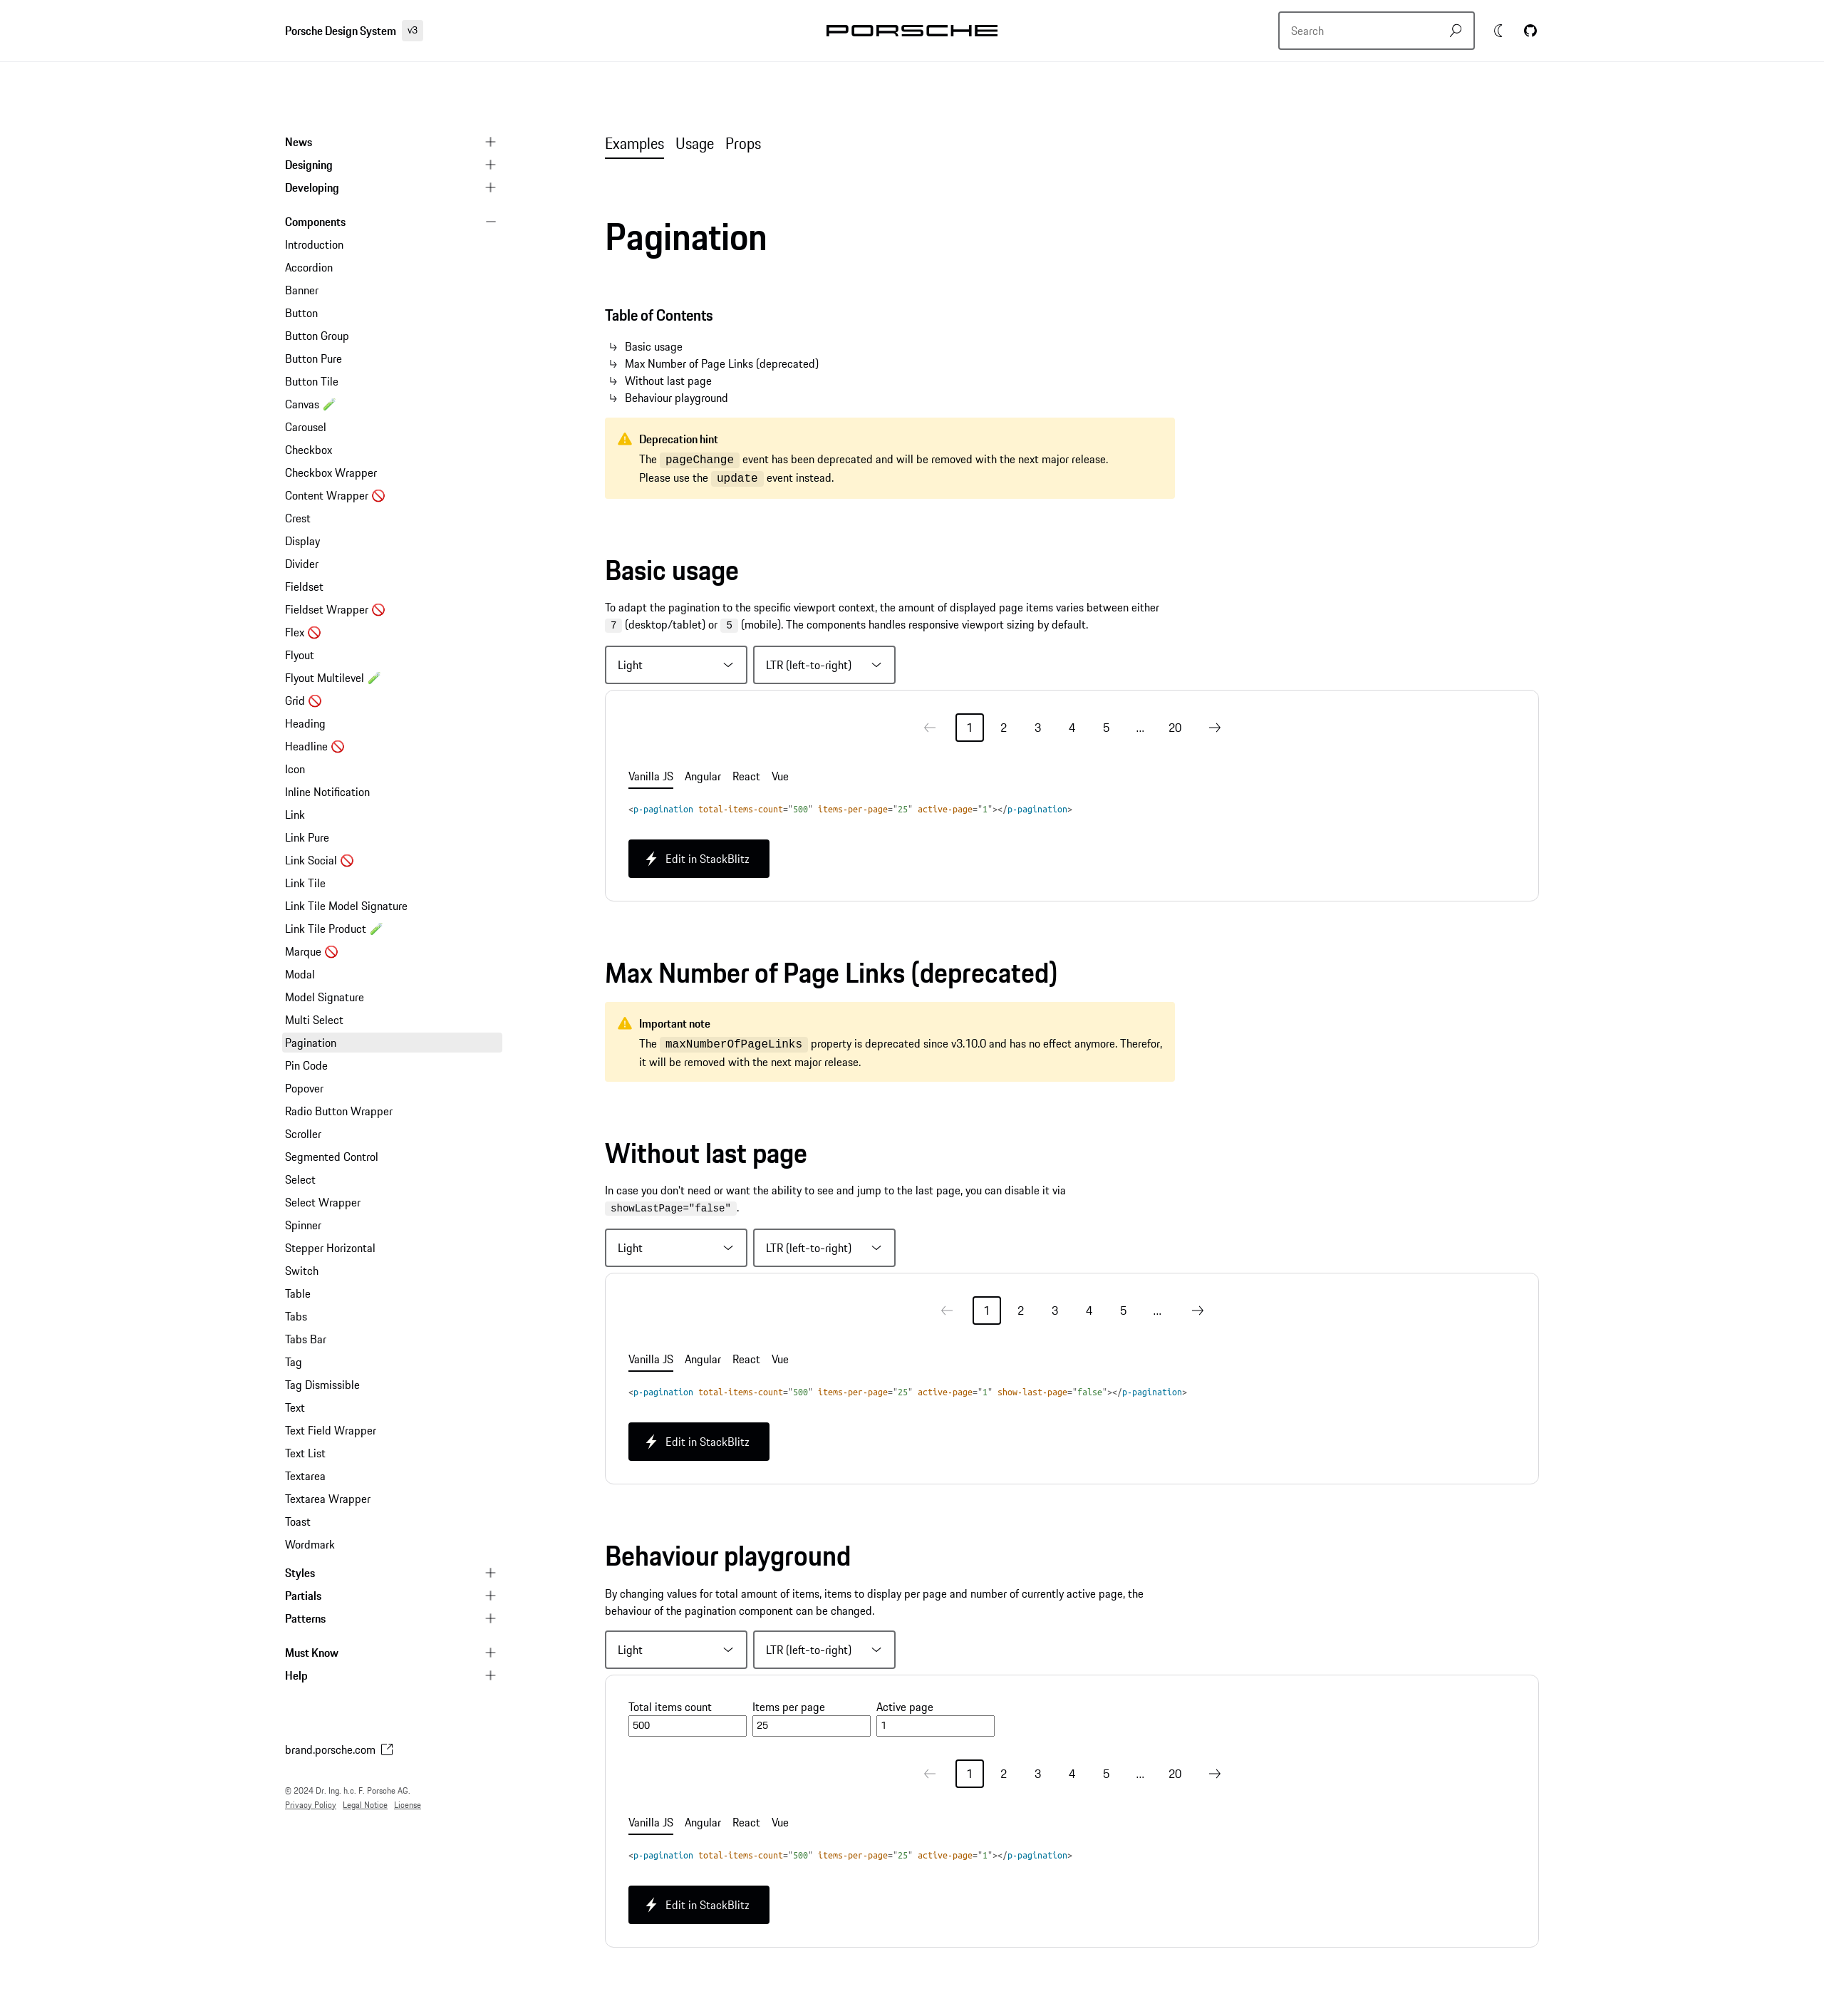 Porsche Design System v3
PORSCHE
Search
News
Designing
Developing
Components
Introduction
Accordion
Banner
Button
Button Group
Button Pure
Button Tile
Canvas
Carousel
Checkbox
Checkbox Wrapper
Content Wrapper
Crest
Display
Divider
Fieldset
Fieldset Wrapper
Flex
Flyout
Flyout Multilevel
Grid
Heading
Headline
Icon
Inline Notification
Link
Link Pure
Link Social
Link Tile
Link Tile Model Signature
Link Tile Product
Marque
Modal
Model Signature
Multi Select
Pagination
Pin Code
Popover
Radio Button Wrapper
Scroller
Segmented Control
Select
Select Wrapper
Spinner
Stepper Horizontal
Switch
Table
Tabs
Tabs Bar
Tag
Tag Dismissible
Text
Text Field Wrapper
Text List
Textarea
Textarea Wrapper
Toast
Wordmark
Styles
Partials
Patterns
Must Know
Help
brand.porsche.com
© 2024 Dr. Ing. h.c. F. Porsche AG.
Privacy Policy Legal Notice License
Examples Usage Props
Pagination
Table of Contents
Basic usage
Max Number of Page Links (deprecated)
Without last page
Behaviour playground
Deprecation hint
The pageChange event has been deprecated and will be removed with the next major release.
Please use the update event instead.
Basic usage
To adapt the pagination to the specific viewport context, the amount of displayed page items varies between either
7 (desktop/tablet) or 5 (mobile). The components handles responsive viewport sizing by default.
Light LTR (left-to-right)
1 2 3 4 5 ... 20
Vanilla JS Angular React Vue
<p-pagination total-items-count="500" items-per-page="25" active-page="1"></p-pagination>
Edit in StackBlitz
Max Number of Page Links (deprecated)
Important note
The maxNumberOfPageLinks property is deprecated since v3.10.0 and has no effect anymore. Therefor,
it will be removed with the next major release.
Without last page
In case you don't need or want the ability to see and jump to the last page, you can disable it via
showLastPage="false".
Light LTR (left-to-right)
1 2 3 4 5 ...
Vanilla JS Angular React Vue
<p-pagination total-items-count="500" items-per-page="25" active-page="1" show-last-page="false"></p-pagination>
Edit in StackBlitz
Behaviour playground
By changing values for total amount of items, items to display per page and number of currently active page, the
behaviour of the pagination component can be changed.
Light LTR (left-to-right)
Total items count Items per page Active page
500 25 1
1 2 3 4 5 ... 20
Vanilla JS Angular React Vue
<p-pagination total-items-count="500" items-per-page="25" active-page="1"></p-pagination>
Edit in StackBlitz